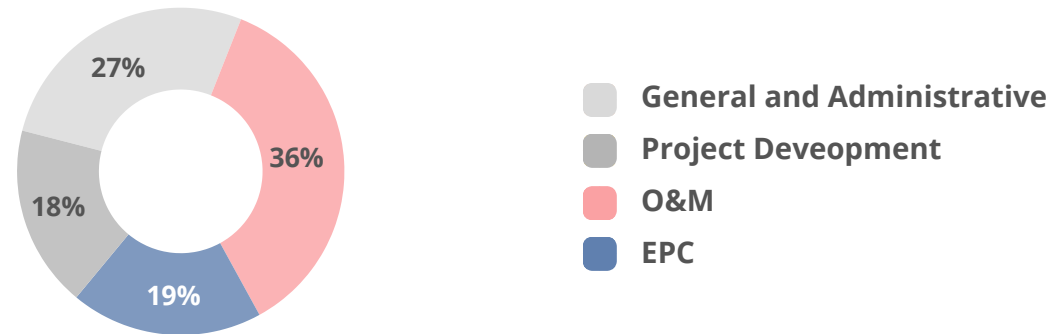 27%
36%
18%
19%
General and Administrative
Project Deveopment
O&M
EPC